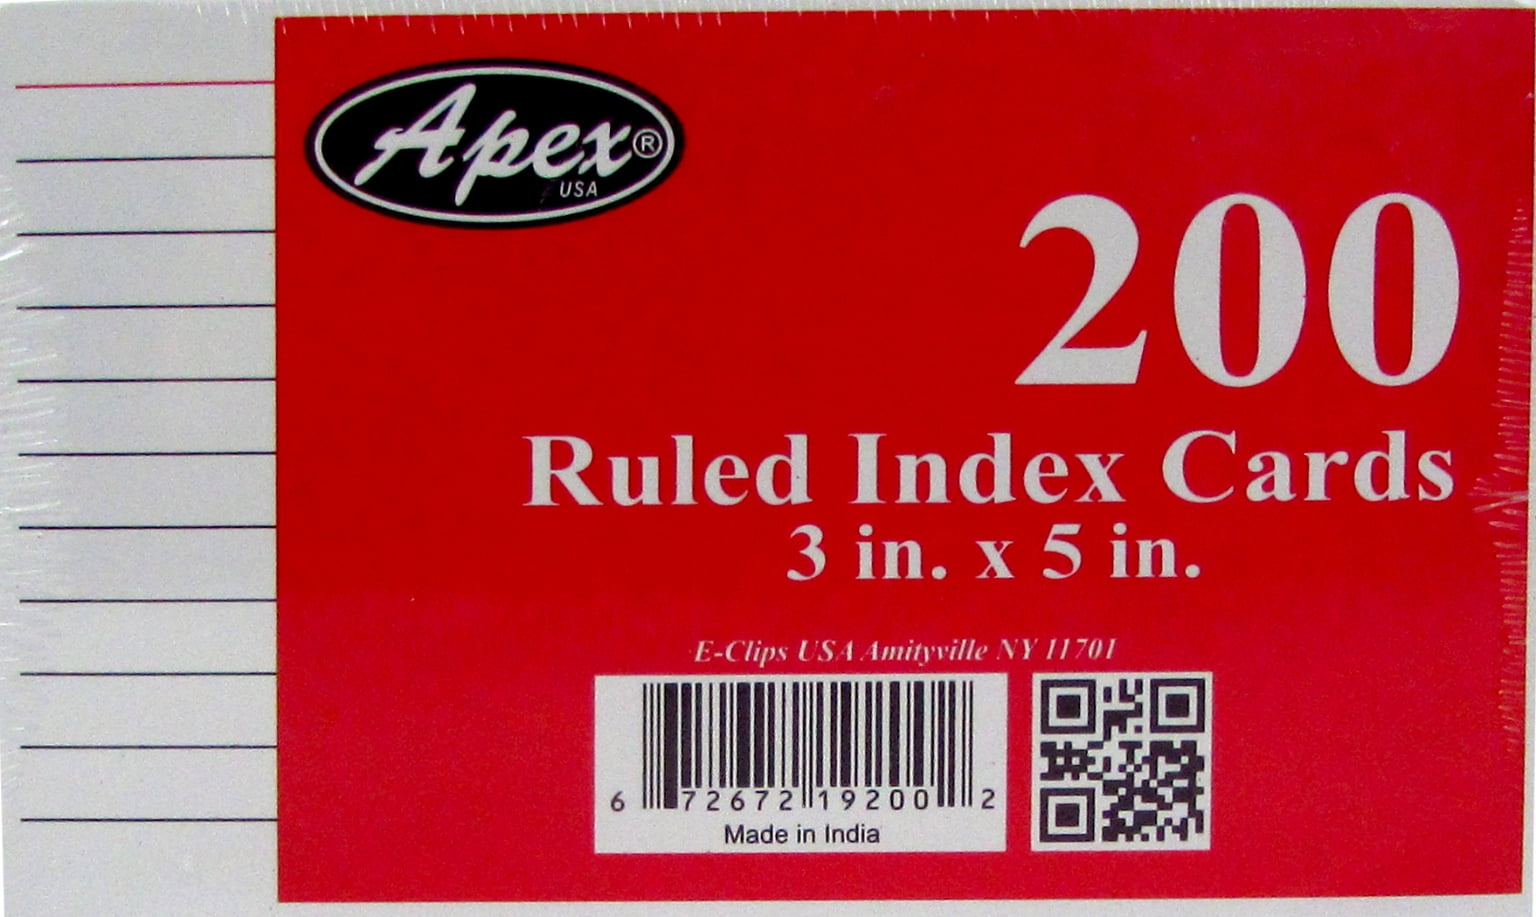 Apex®
USA
200
Ruled Index Cards
3 in. x 5 in.
E-Clips USA Amityville NY 11701
6 72672 19200 2
Made in India